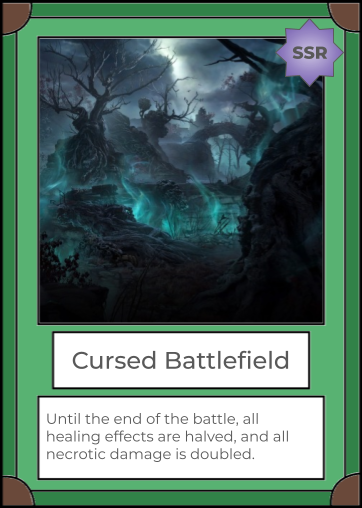 SSR
Cursed Battlefield
Until the end of the battle, all
healing effects are halved, and all
necrotic damage is doubled.